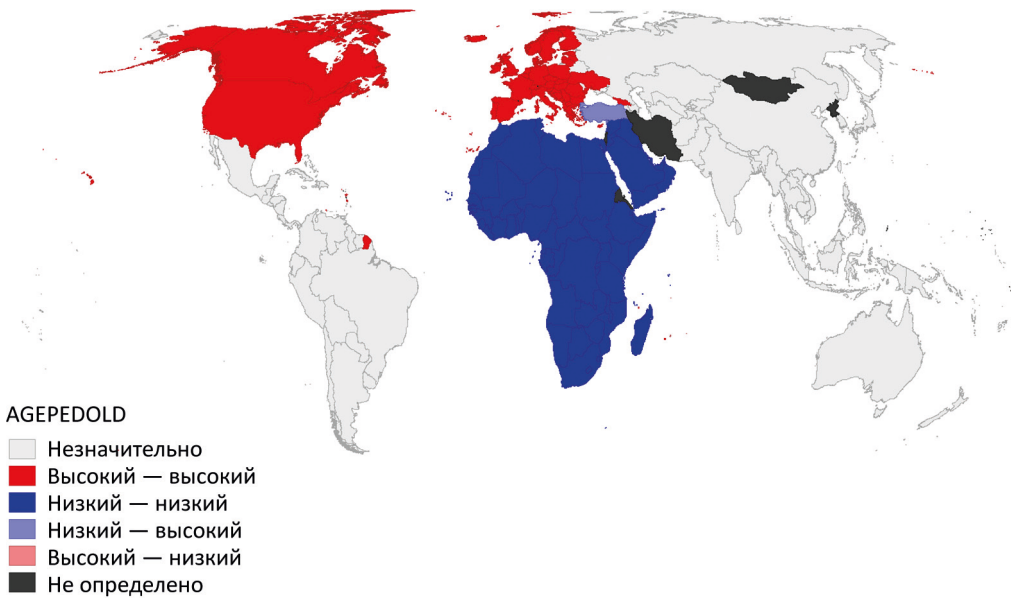 AGEPEDOLD
Незначительно
Высокий — высокий
Низкий — низкий
Низкий — высокий
Высокий — низкий
Не определено